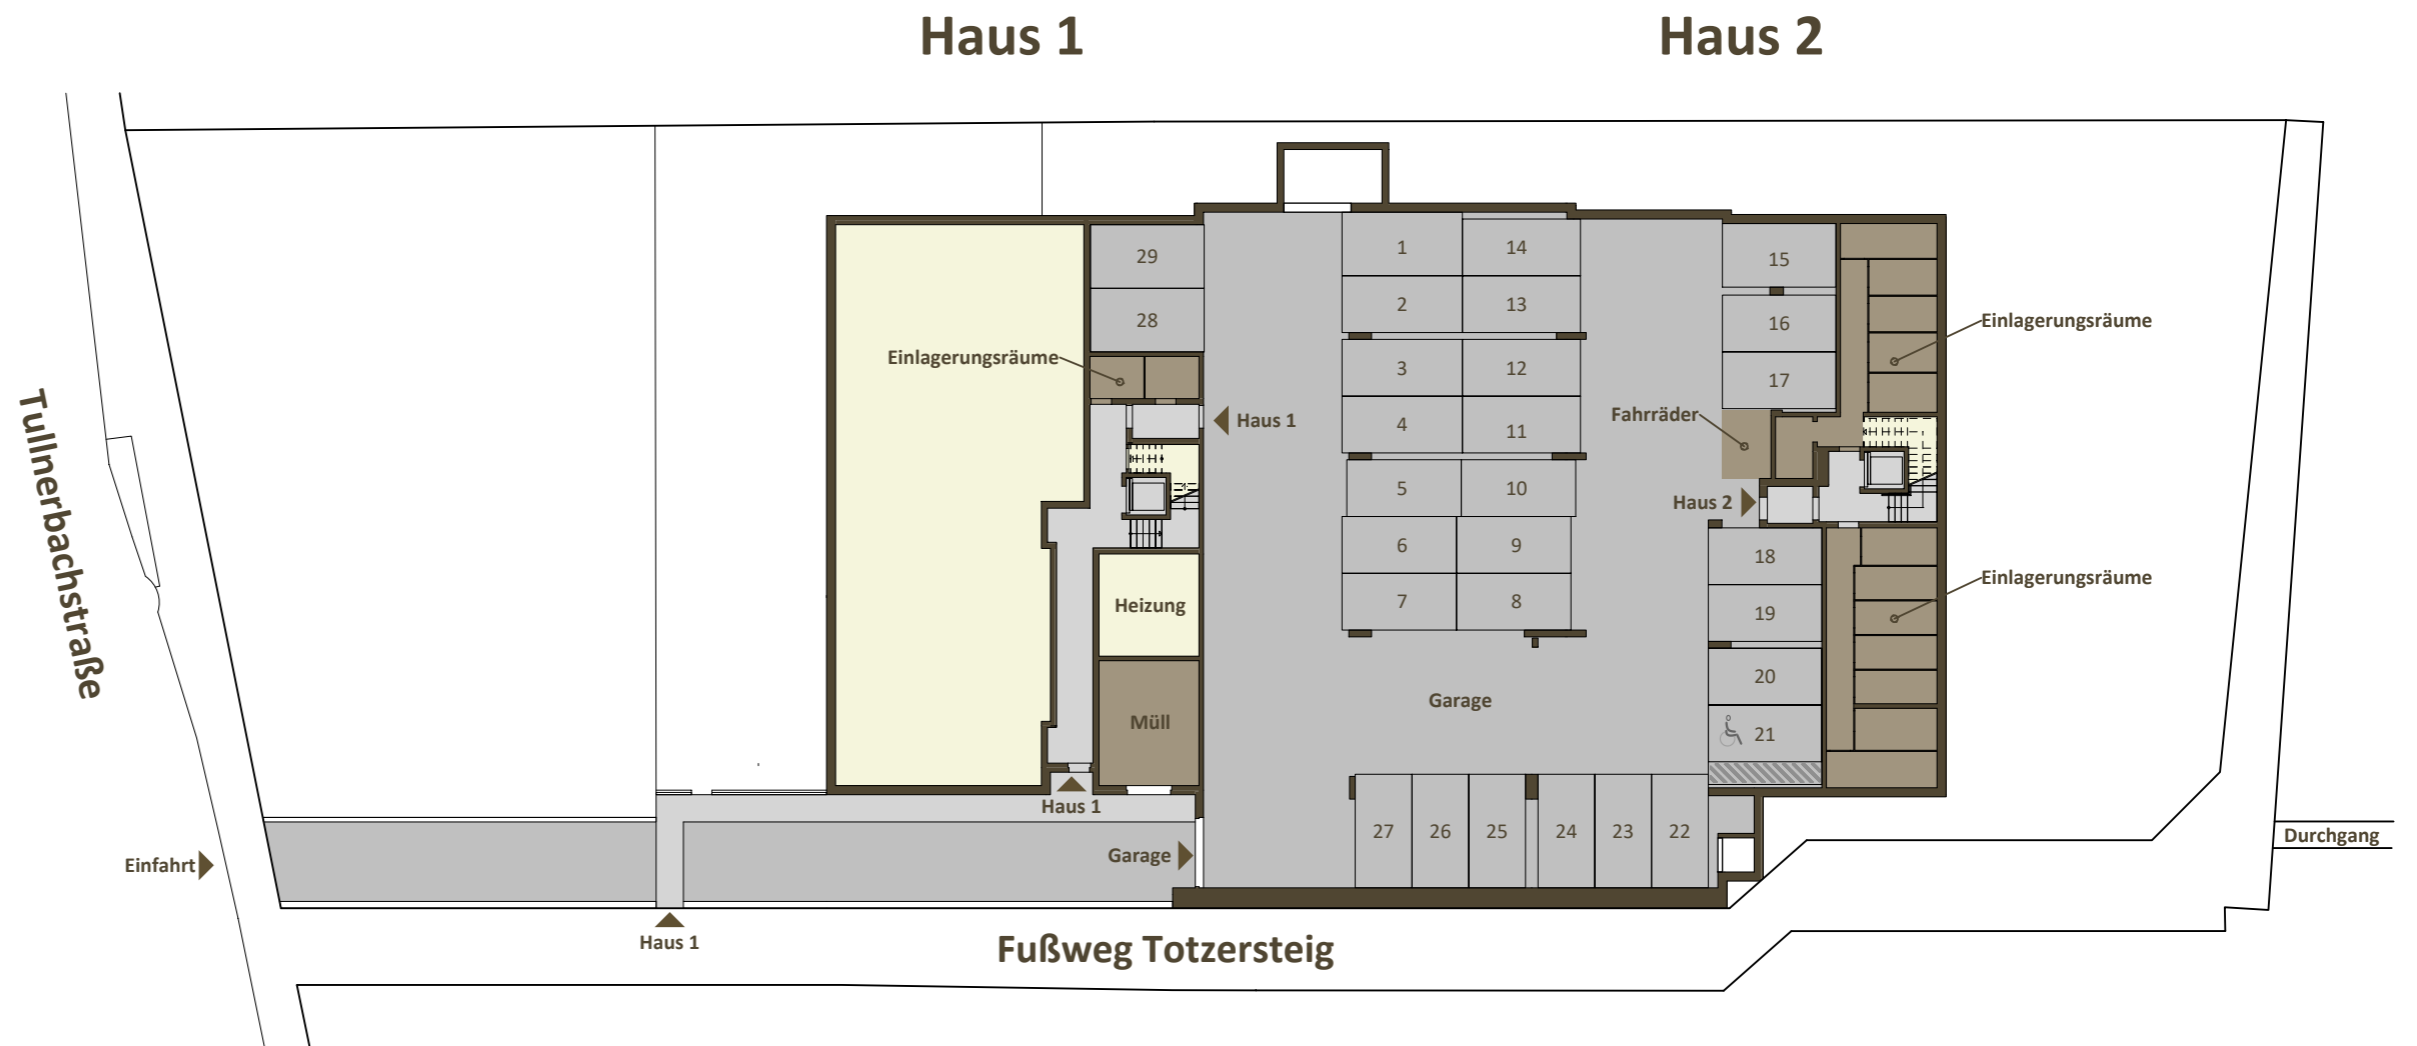 Haus 1
Haus 2
1
14
29
15
2
13
28
16
Einlagerungsräume
Einlagerungsräume
3
12
17
Fahrräder
Haus 1
4
11
5
10
Haus 2
Tullnerbachstraße
6
9
18
Einlagerungsräume
Heizung
7
8
19
20
Garage
Müll
21
Haus 1
27
26
25
24
23
22
Durchgang
Garage
Einfahrt
Haus 1
Fußweg Totzersteig